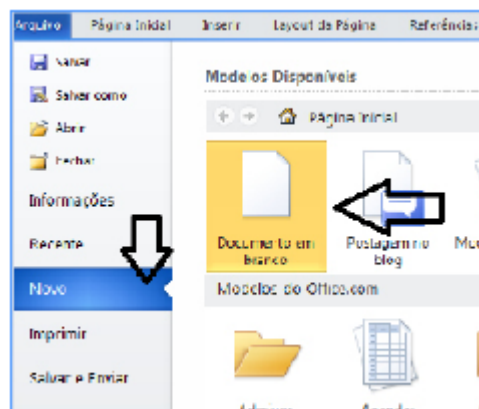 Arquivo Página Inicial Inserir Layout da Página Referências
Salvar
Salvar como
Abrir
Fechar
Informações
Recente
Novo
Imprimir
Salvar e Enviar
Modelos Disponíveis
Página Inicial
Documento em
branco
Postagem no
blog
Modelos do Office.com